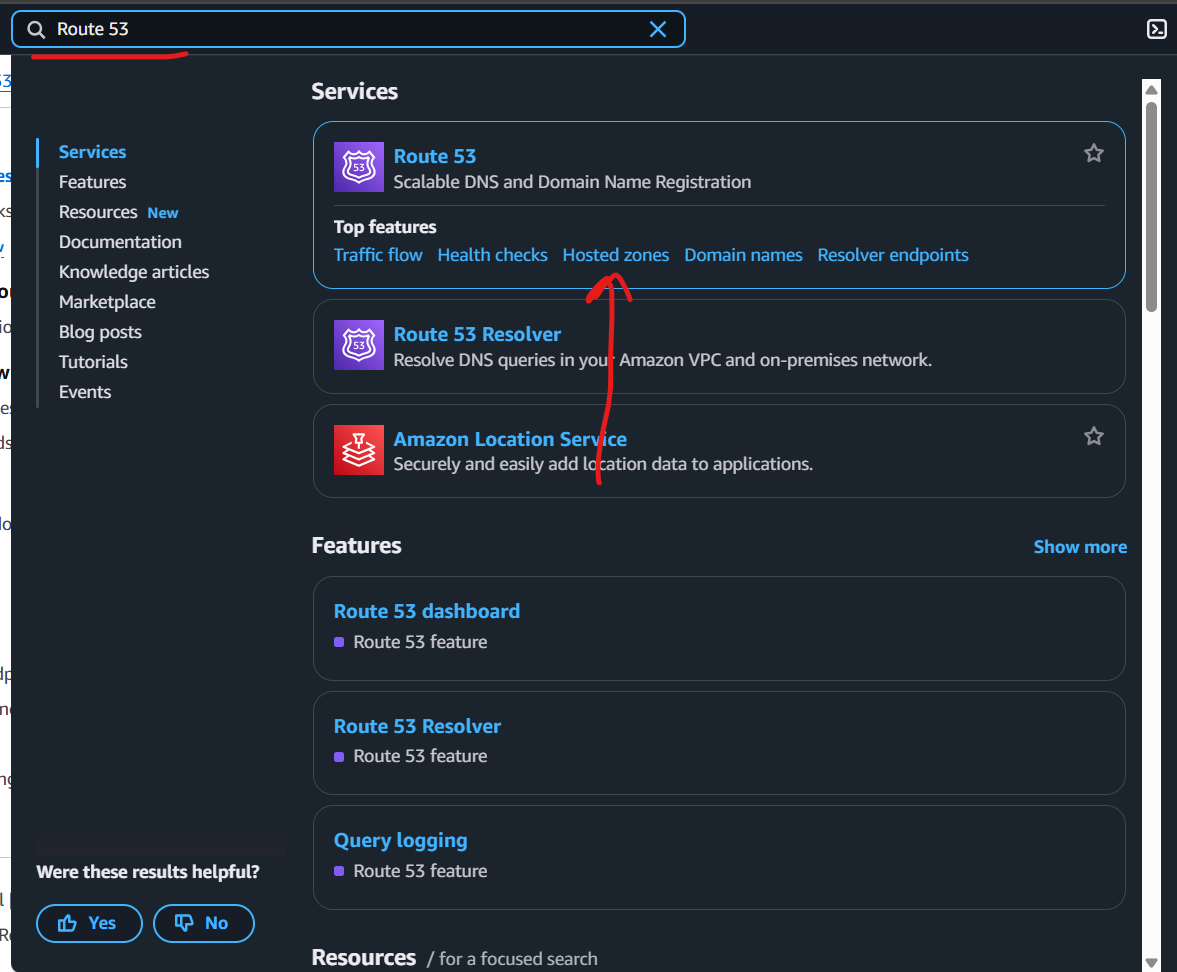 Route 53
Services
Features
Resources New
Documentation
Knowledge articles
Marketplace
Blog posts
Tutorials
Events
Services
Route 53
Scalable DNS and Domain Name Registration
Top features
Traffic flow Health checks Hosted zones Domain names Resolver endpoints
Route 53 Resolver
Resolve DNS queries in your Amazon VPC and on-premises network.
Amazon Location Service
Securely and easily add location data to applications.
Features
Show more
Route 53 dashboard
Route 53 feature
Route 53 Resolver
Route 53 feature
Query logging
Route 53 feature
Resources / for a focused search
Were these results helpful?
Yes No